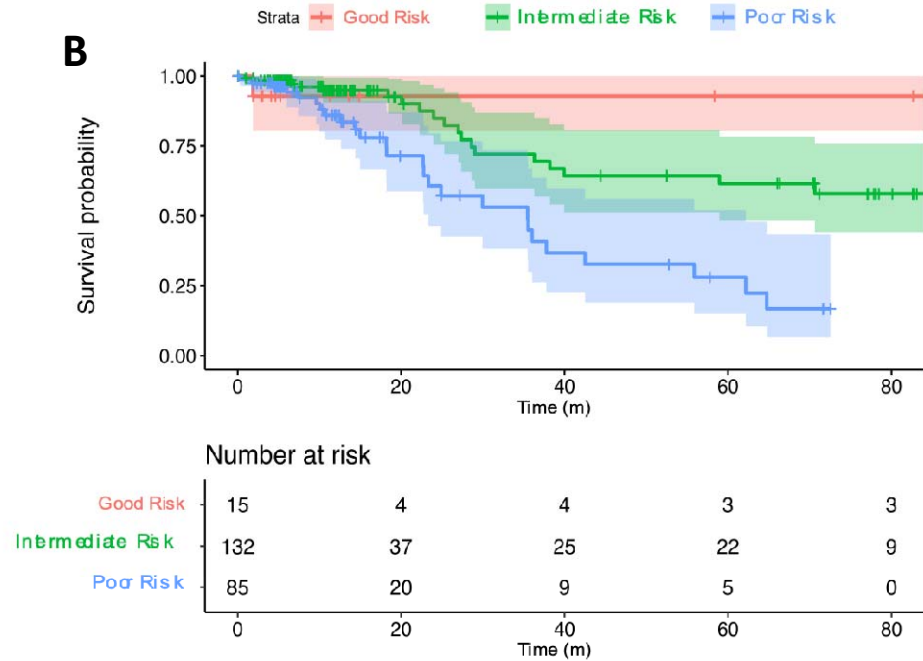 Strata Good Risk Intermediate Risk Poor Risk
B
1.00
0.75
0.50
0.25
0.00
Survival probability
0 20 40 60 80
Time (m)
Number at risk
Good Risk 15 4 4 3 3
Intermediate Risk 132 37 25 22 9
Poor Risk 85 20 9 5 0
0 20 40 60 80
Time (m)